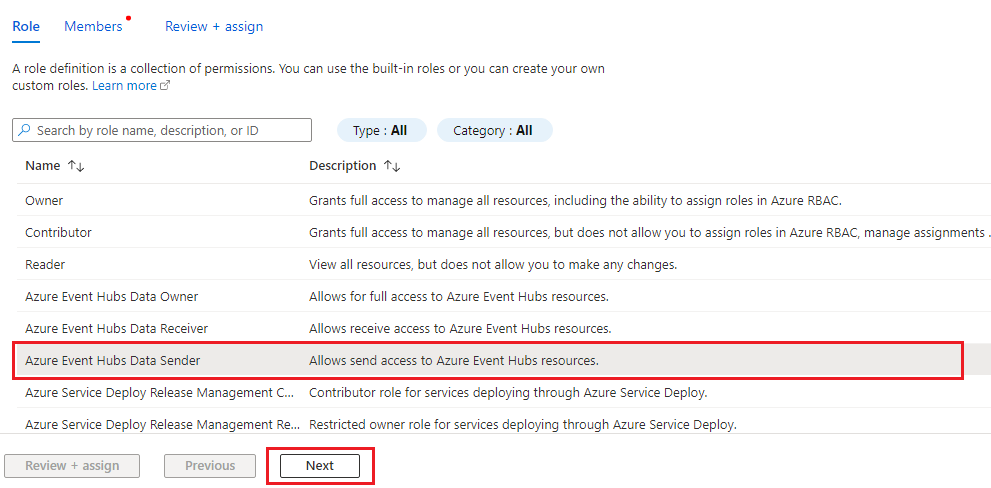 Role Members Review + assign
A role definition is a collection of permissions. You can use the built-in roles or you can create your own
custom roles. Learn more
Search by role name, description, or ID Type : All Category : All
Name Description
Owner Grants full access to manage all resources, including the ability to assign roles in Azure RBAC.
Contributor Grants full access to manage all resources, but does not allow you to assign roles in Azure RBAC, manage assignments .
Reader View all resources, but does not allow you to make any changes.
Azure Event Hubs Data Owner Allows for full access to Azure Event Hubs resources.
Azure Event Hubs Data Receiver Allows receive access to Azure Event Hubs resources.
Azure Event Hubs Data Sender Allows send access to Azure Event Hubs resources.
Azure Service Deploy Release Management C... Contributor role for services deploying through Azure Service Deploy.
Azure Service Deploy Release Management Re... Restricted owner role for services deploying through Azure Service Deploy.
Review + assign Previous Next